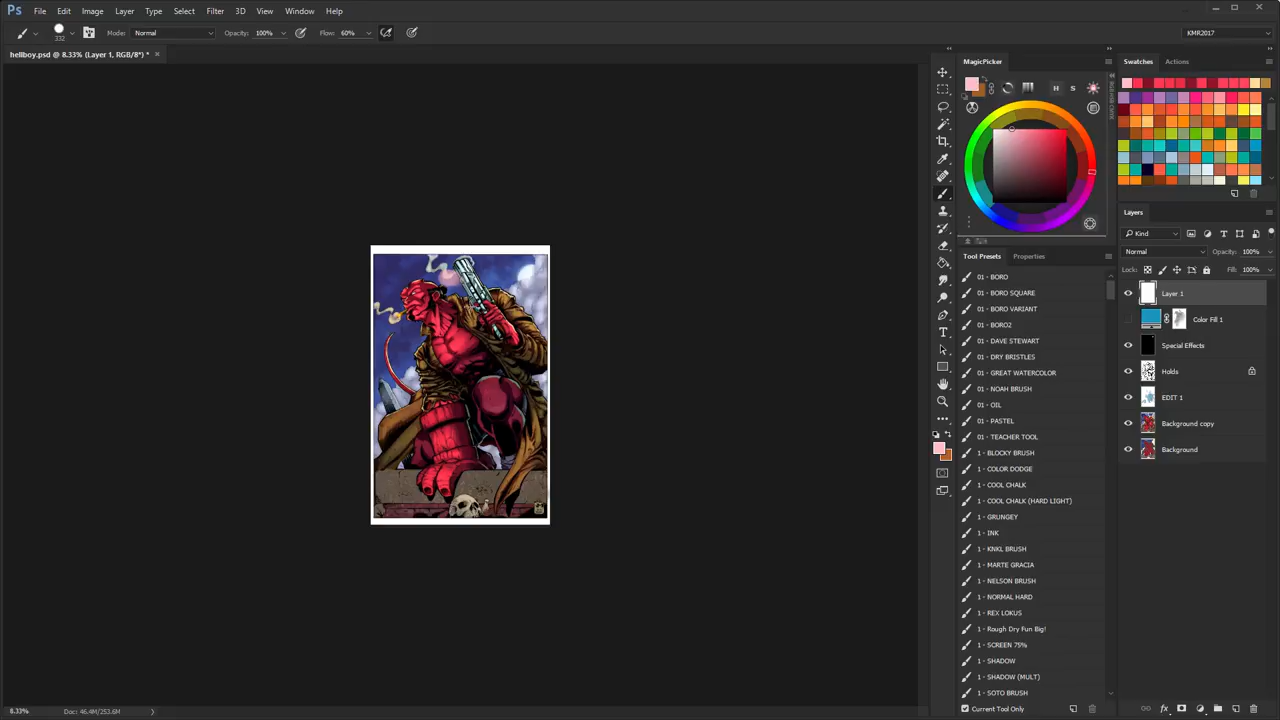 Ps File Edit Image Layer Type Select Filter 3D View Window Help
332 Mode: Normal Opacity: 100% Flow: 60% KMR2017
hellboy.psd @ 8.33% (Layer 1, RGB/8*) * ×
MagicPicker
H S
Swatches Actions
Tool Presets Properties
01 - BORO
01 - BORO SQUARE
01 - BORO VARIANT
01 - BORO2
01 - DAVE STEWART
01 - DRY BRISTLES
01 - GREAT WATERCOLOR
01 - NOAH BRUSH
01 - OIL
01 - PASTEL
01 - TEACHER TOOL
1 - BLOCKY BRUSH
1 - COLOR DODGE
1 - COOL CHALK
1 - COOL CHALK (HARD LIGHT)
1 - GRUNGEY
1 - INK
1 - KNKL BRUSH
1 - MARTE GRACIA
1 - NELSON BRUSH
1 - NORMAL HARD
1 - REX LOKUS
1 - Rough Dry Fun Big!
1 - SCREEN 75%
1 - SHADOW
1 - SHADOW (MULT)
1 - SOTO BRUSH
Current Tool Only
Layers
Kind
Normal Opacity: 100%
Lock: Fill: 100%
Layer 1
Color Fill 1
Special Effects
Holds
EDIT 1
Background copy
Background
8.33% Doc: 46.4M/253.6M